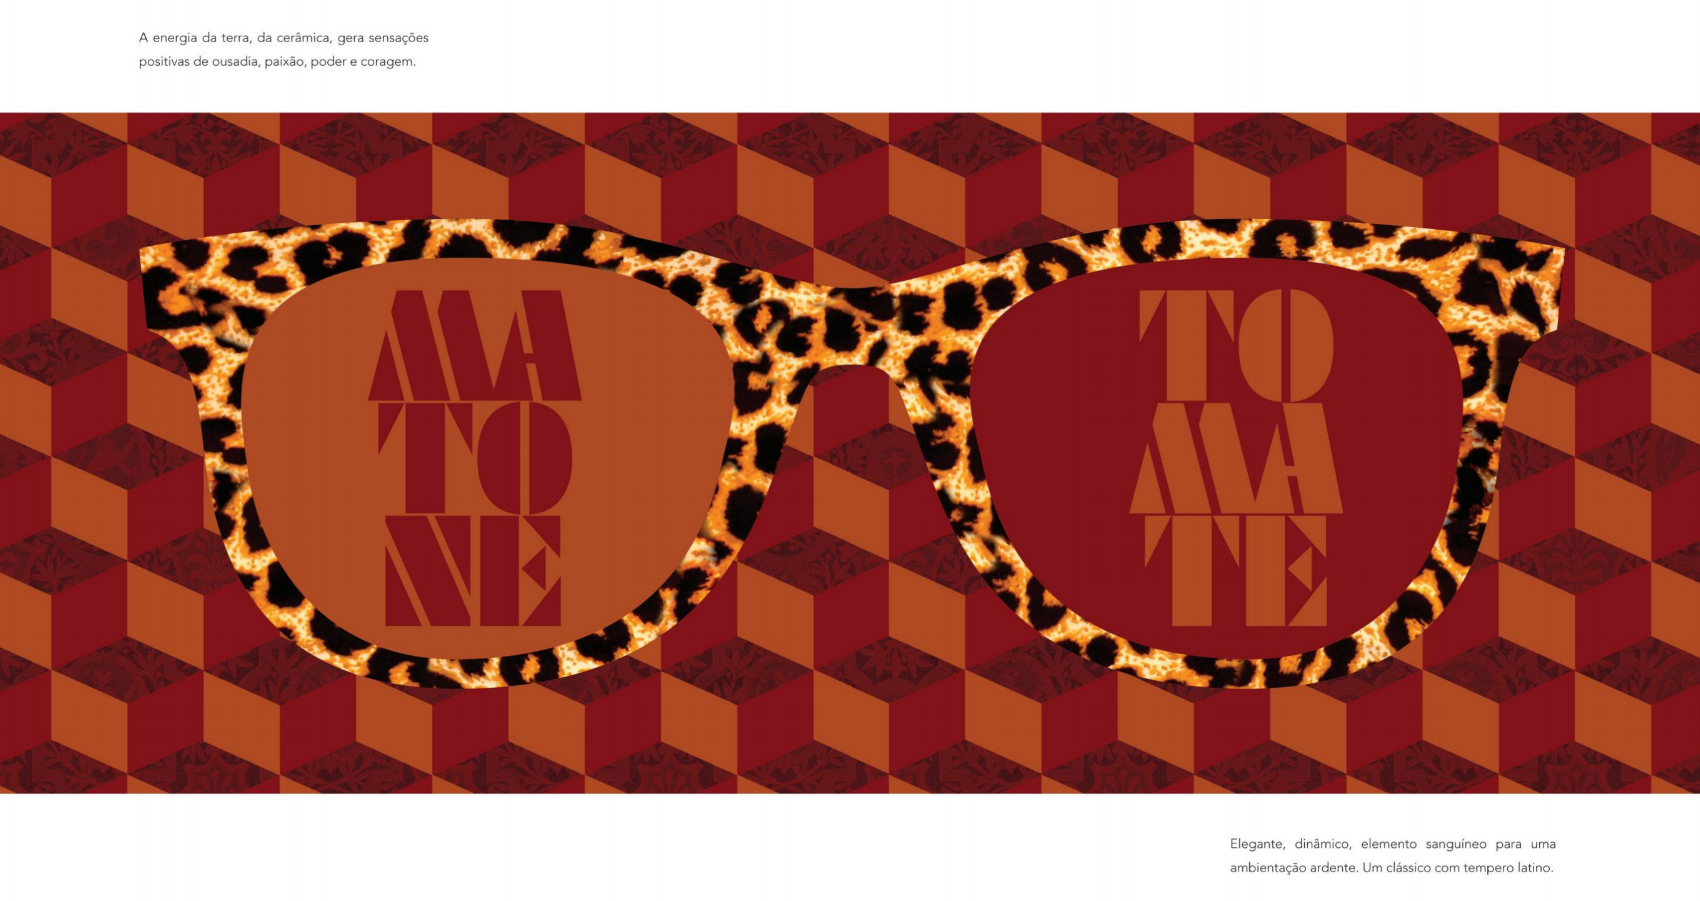 A energia da terra, da cerâmica, gera sensações
positivas de ousadia, paixão, poder e coragem.
MA
TO
NE
TO
MA
TE
Elegante, dinâmico, elemento sanguíneo para uma
ambientação ardente. Um clássico com tempero latino.